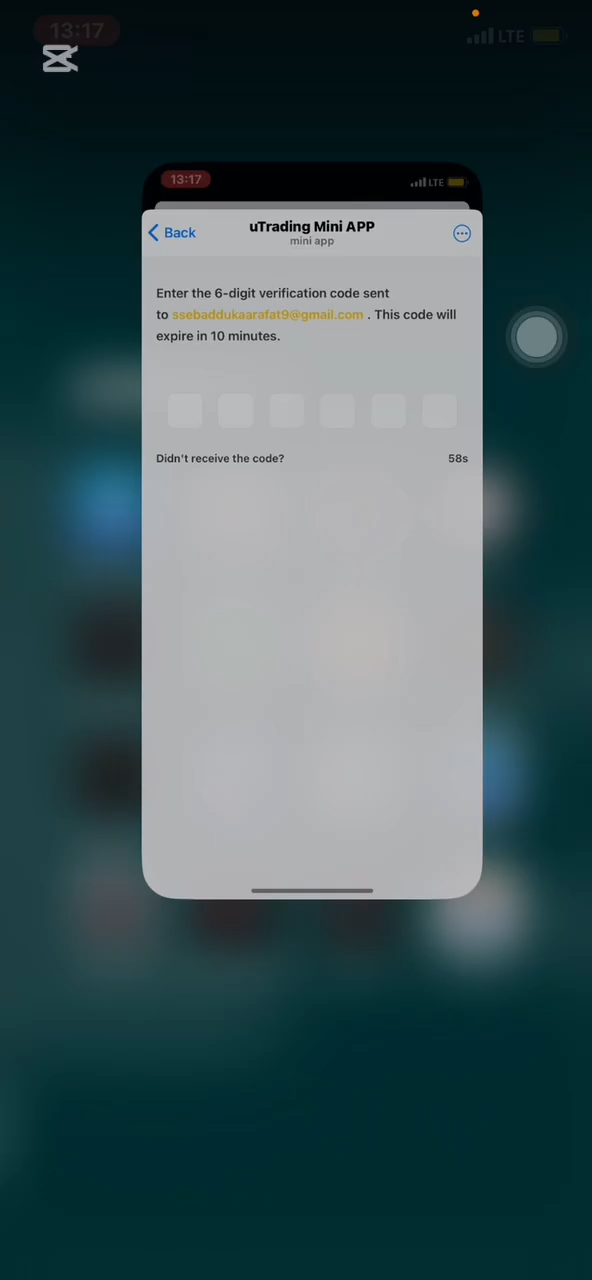 13:17
LTE
13:17
LTE
Back
uTrading Mini APP
mini app
Enter the 6-digit verification code sent
to ssebaddukaarafat9@gmail.com . This code will
expire in 10 minutes.
Didn't receive the code?
58s